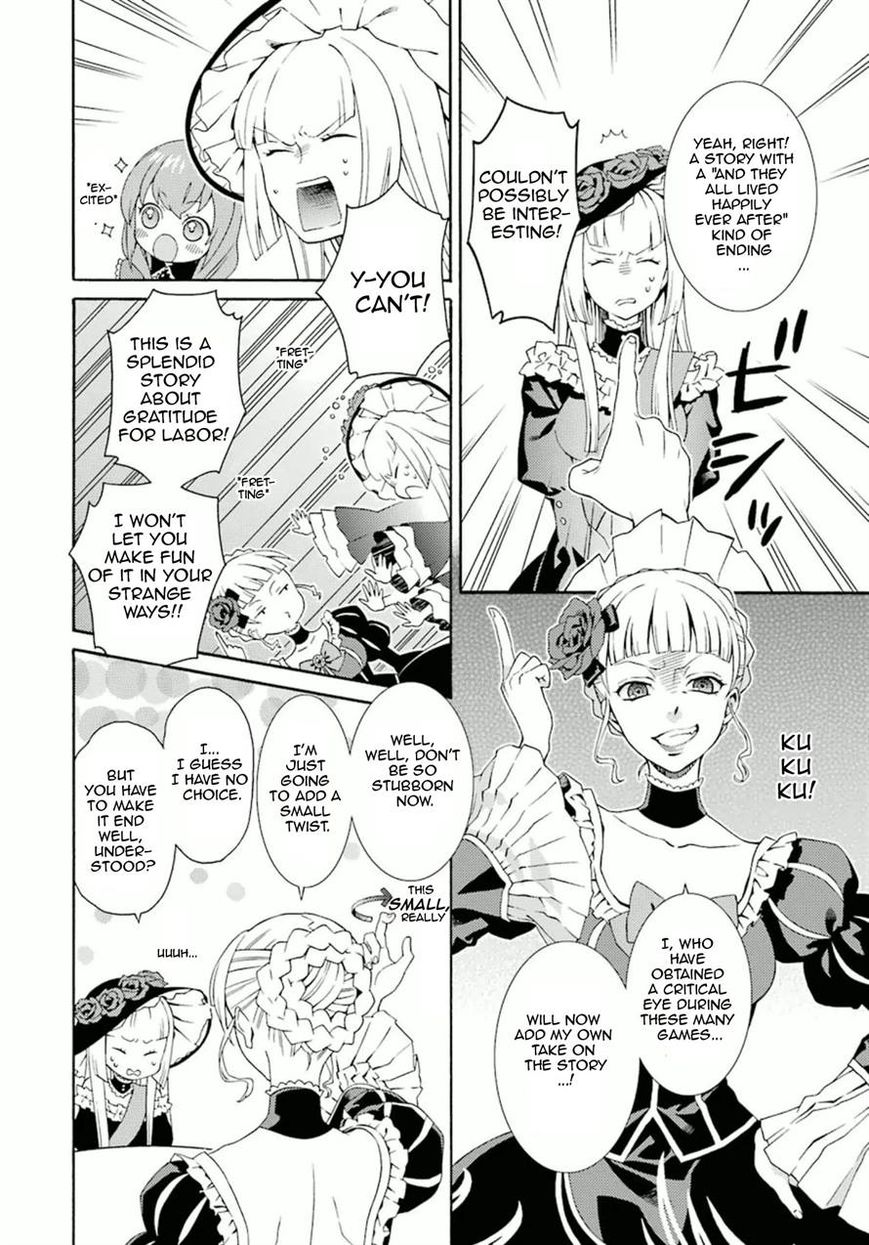 YEAH, RIGHT!
A STORY WITH
A "AND THEY
ALL LIVED
HAPPILY
EVER AFTER"
KIND OF
ENDING
...
COULDN'T
POSSIBLY
BE INTER-
ESTING!
ビシッ
KU
KU
KU!
I, WHO
HAVE
OBTAINED
A CRITICAL
EYE DURING
THESE MANY
GAMES...
WILL NOW
ADD MY OWN
TAKE ON
THE STORY
...!
Y-YOU
CAN'T!
"EX-
CITED"
THIS IS A
SPLENDID
STORY
ABOUT
GRATITUDE
FOR LABOR!
"FRET-
TING"
"FRET-
TING"
I WON'T
LET YOU
MAKE FUN
OF IT IN YOUR
STRANGE
WAYS!!
WELL,
WELL, DON'T
BE SO
STUBBORN
NOW.
I'M
JUST
GOING
TO ADD A
SMALL
TWIST.
THIS
SMALL,
REALLY
I...
I GUESS
I HAVE NO
CHOICE.
BUT
YOU HAVE
TO MAKE
IT END
WELL,
UNDER-
STOOD?
UUUH...